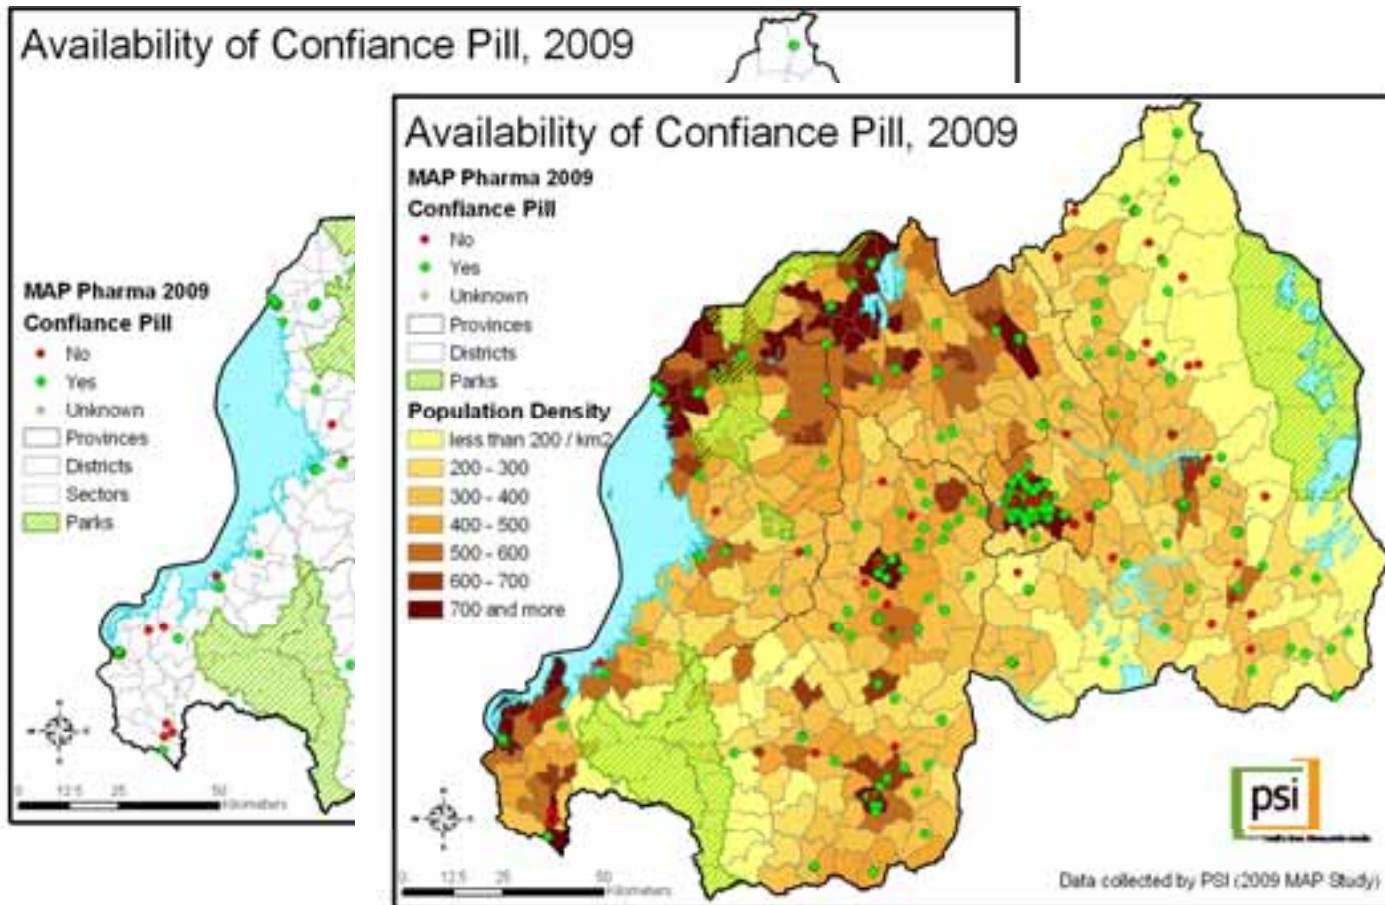 Availability of Confiance Pill, 2009
MAP Pharma 2009
Confiance Pill
No
Yes
Unknown
Provinces
Districts
Sectors
Parks
0 12.5 25 50
Kilometers
Availability of Confiance Pill, 2009
MAP Pharma 2009
Confiance Pill
No
Yes
Unknown
Provinces
Districts
Parks
Population Density
less than 200 / km2
200 - 300
300 - 400
400 - 500
500 - 600
600 - 700
700 and more
0 12.5 25 50
Kilometers
psi
Data collected by PSI (2009 MAP Study)